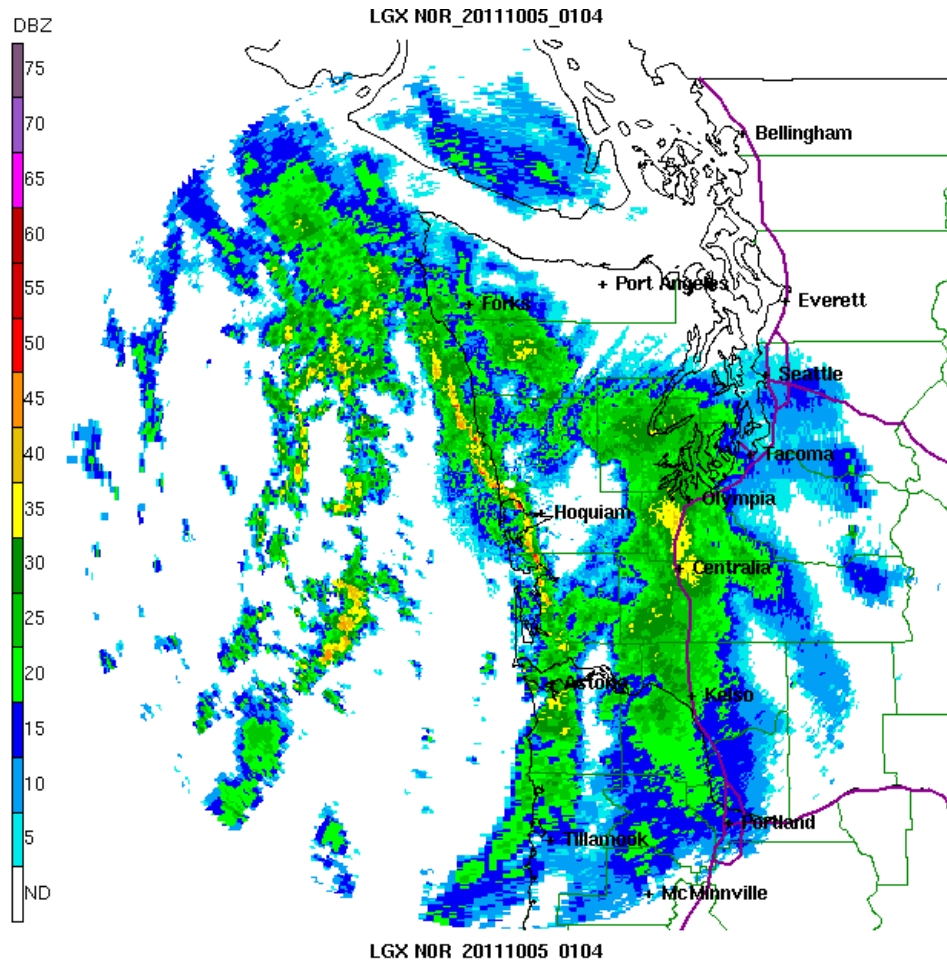 LGX N0R_20111005_0104
DBZ
75
70
65
60
55
50
45
40
35
30
25
20
15
10
5
ND
Bellingham
Port Angeles
Everett
Forks
Seattle
Tacoma
Olympia
Hoquiam
Centralia
Astoria
Kelso
Portland
Tillamook
McMinnville
LGX N0R_20111005_0104